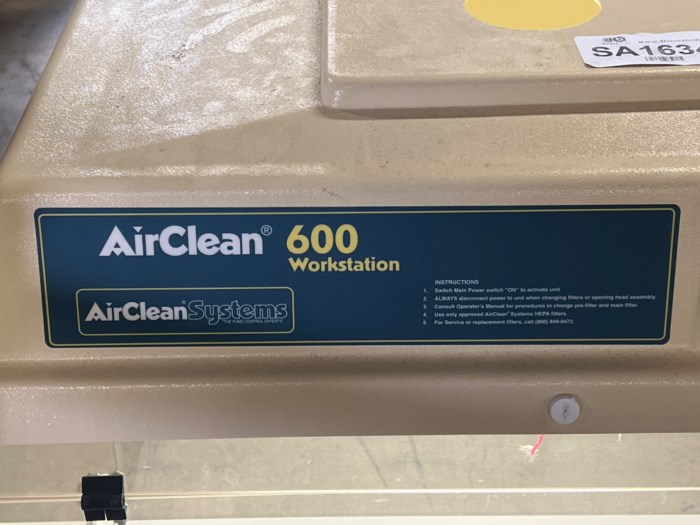 SA163
AirClean® 600
Workstation
AirClean®Systems
"THE FUME CONTROL EXPERTS"
INSTRUCTIONS
1. Switch Main Power switch "ON" to activate unit.
2. ALWAYS disconnect power to unit when changing filters or opening head assembly.
3. Consult Operator's Manual for procedures to change pre-filter and main filter.
4. Use only approved AirClean® Systems HEPA filters.
5. For Service or replacement filters, call (800) 849-0472.